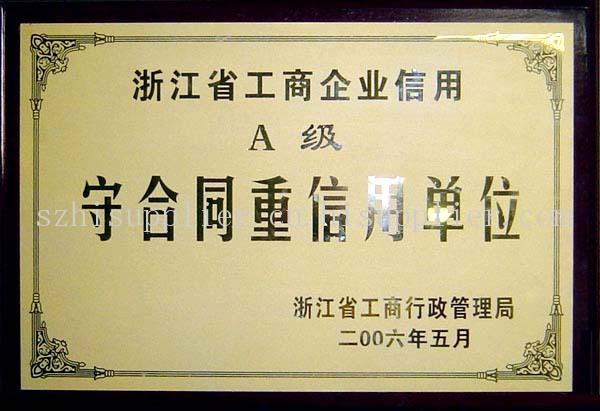 浙江省工商企业信用
A 级
守合同重信用单位
浙江省工商行政管理局
二00六年五月